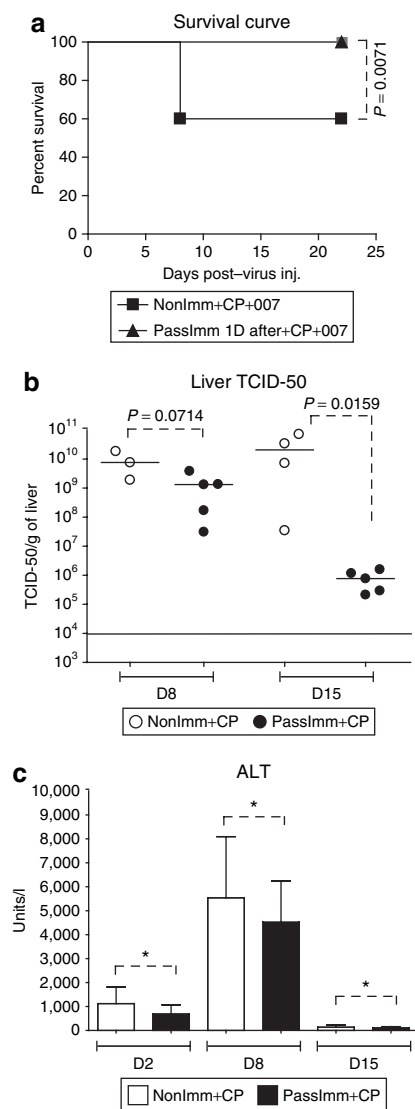 a
Survival curve
100
80
60
40
20
0
Percent survival
P = 0.0071
0 5 10 15 20 25
Days post–virus inj.
NonImm+CP+007
PassImm 1D after+CP+007
b
Liver TCID-50
P = 0.0714
P = 0.0159
10¹¹
10¹⁰
10⁹
10⁸
10⁷
10⁶
10⁵
10⁴
10³
TCID-50/g of liver
D8 D15
NonImm+CP PassImm+CP
c
ALT
10,000
9,000
8,000
7,000
6,000
5,000
4,000
3,000
2,000
1,000
0
Units/l
* * *
D2 D8 D15
NonImm+CP PassImm+CP